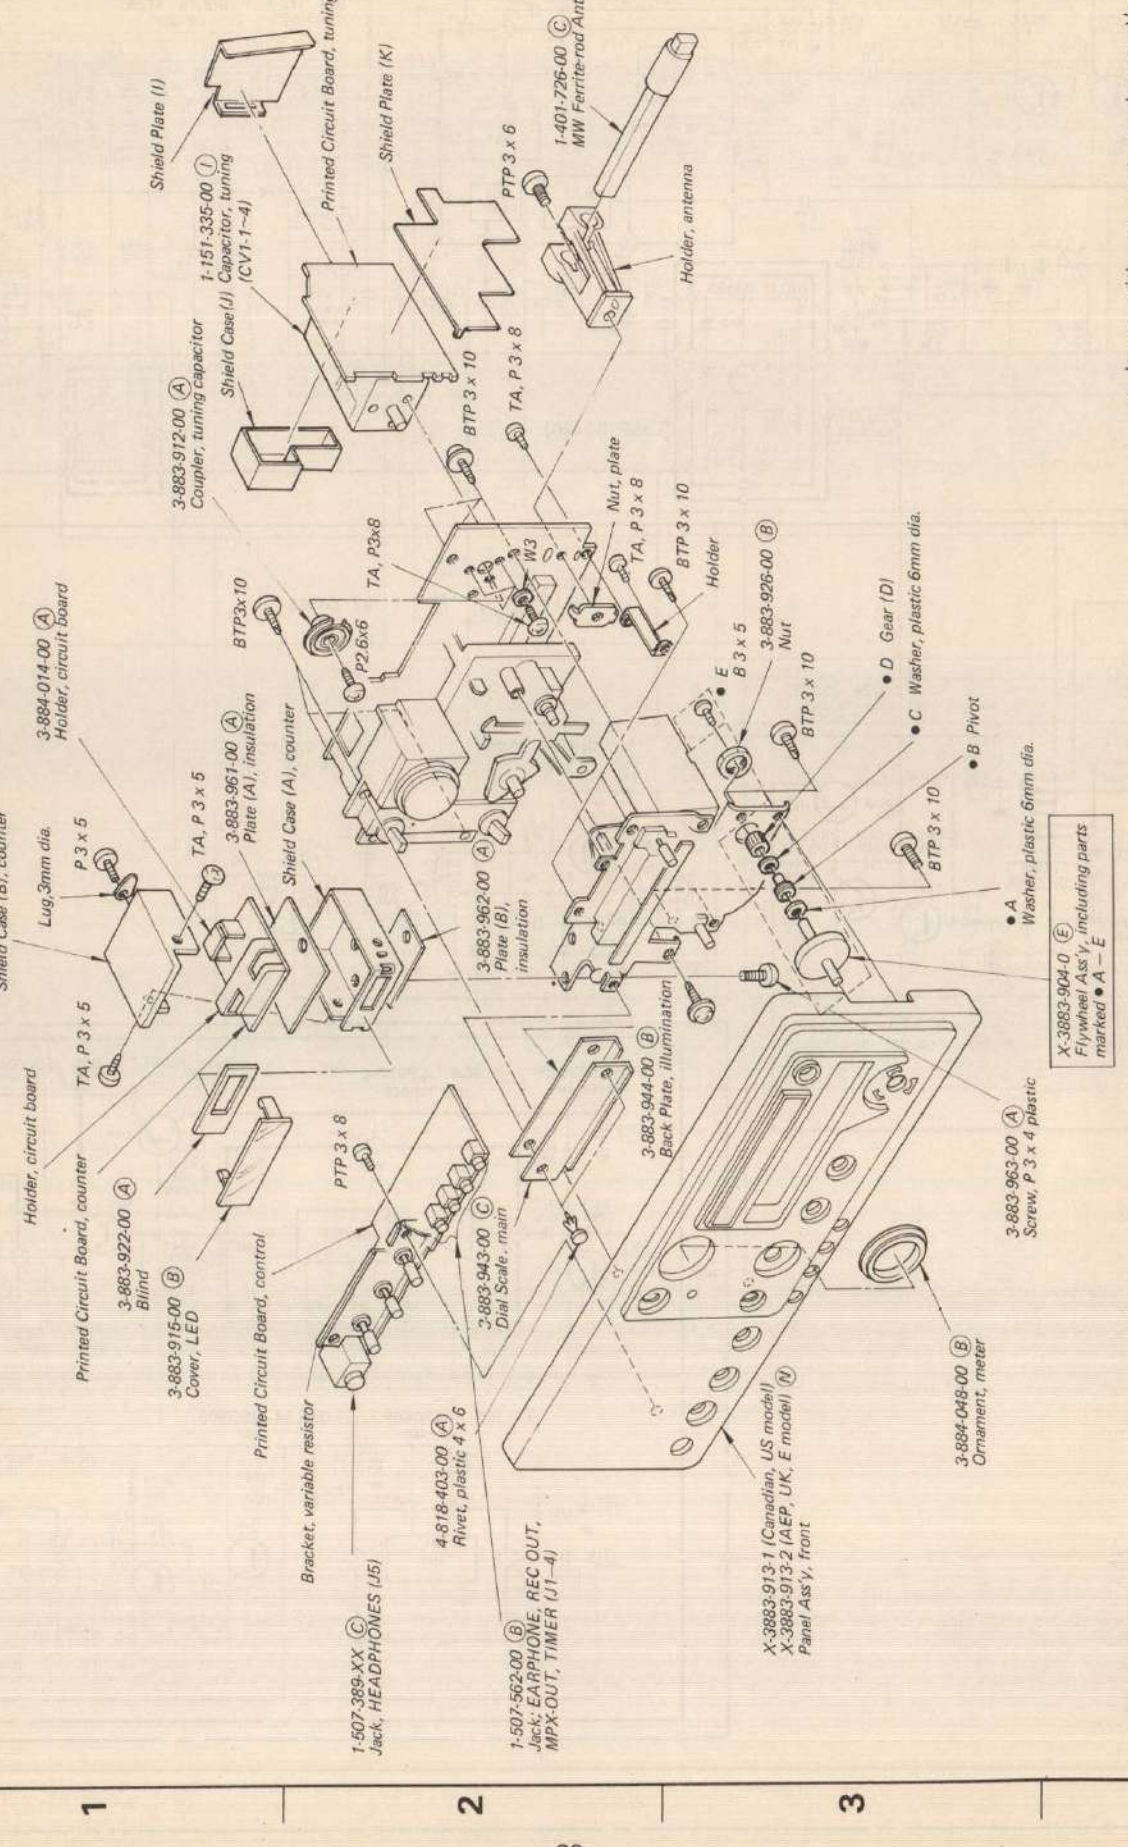 Shield Case (B), counter
Lug,3mm dia.
P 3 x 5
3-884-014-00 (A)
Holder, circuit board
TA, P 3 x 5
TA, P 3 x 5
3-883-961-00 (A)
Plate (A), insulation
Shield Case (A), counter
Holder, circuit board
Printed Circuit Board, counter
3-883-922-00 (A)
Blind
3-883-915-00 (B)
Cover, LED
Printed Circuit Board, control
Bracket, variable resistor
1-507-389-XX (C)
Jack, HEADPHONES (J5)
PTP 3 x 8
3-883-962-00 (A)
Plate (B),
insulation
BTP3x10
P2.6x6
3-883-912-00 (A)
Coupler, tuning capacitor
Shield Case(J)
1-151-335-00 (I)
Capacitor, tuning
(CV1-1~4)
Shield Plate (I)
Printed Circuit Board, tuning
Shield Plate (K)
TA, P3x8
BTP 3 x 10
TA, P 3 x 8
PTP 3 x 6
1-401-726-00 (C)
MW Ferrite-rod Ant
Holder, antenna
W3
Nut, plate
TA, P 3 x 8
BTP 3 x 10
Holder
● E
B 3 x 5
3-883-926-00 (B)
Nut
BTP 3 x 10
● D Gear (D)
● C Washer, plastic 6mm dia.
● B Pivot
BTP 3 x 10
● A
Washer, plastic 6mm dia.
X-3883-904-0 (E)
Flywheel Ass'y, including parts
marked ● A – E
3-883-963-00 (A)
Screw, P 3 x 4 plastic
3-883-944-00 (B)
Back Plate, illumination
3-883-943-00 (C)
Dial Scale, main
4-818-403-00 (A)
Rivet, plastic 4 x 6
1-507-562-00 (B)
Jack; EARPHONE, REC OUT,
MPX-OUT, TIMER (J1–4)
X-3883-913-1 (Canadian, US model)
X-3883-913-2 (AEP, UK, E model) (N)
Panel Ass'y, front
3-884-048-00 (B)
Ornament, meter
1
2
3